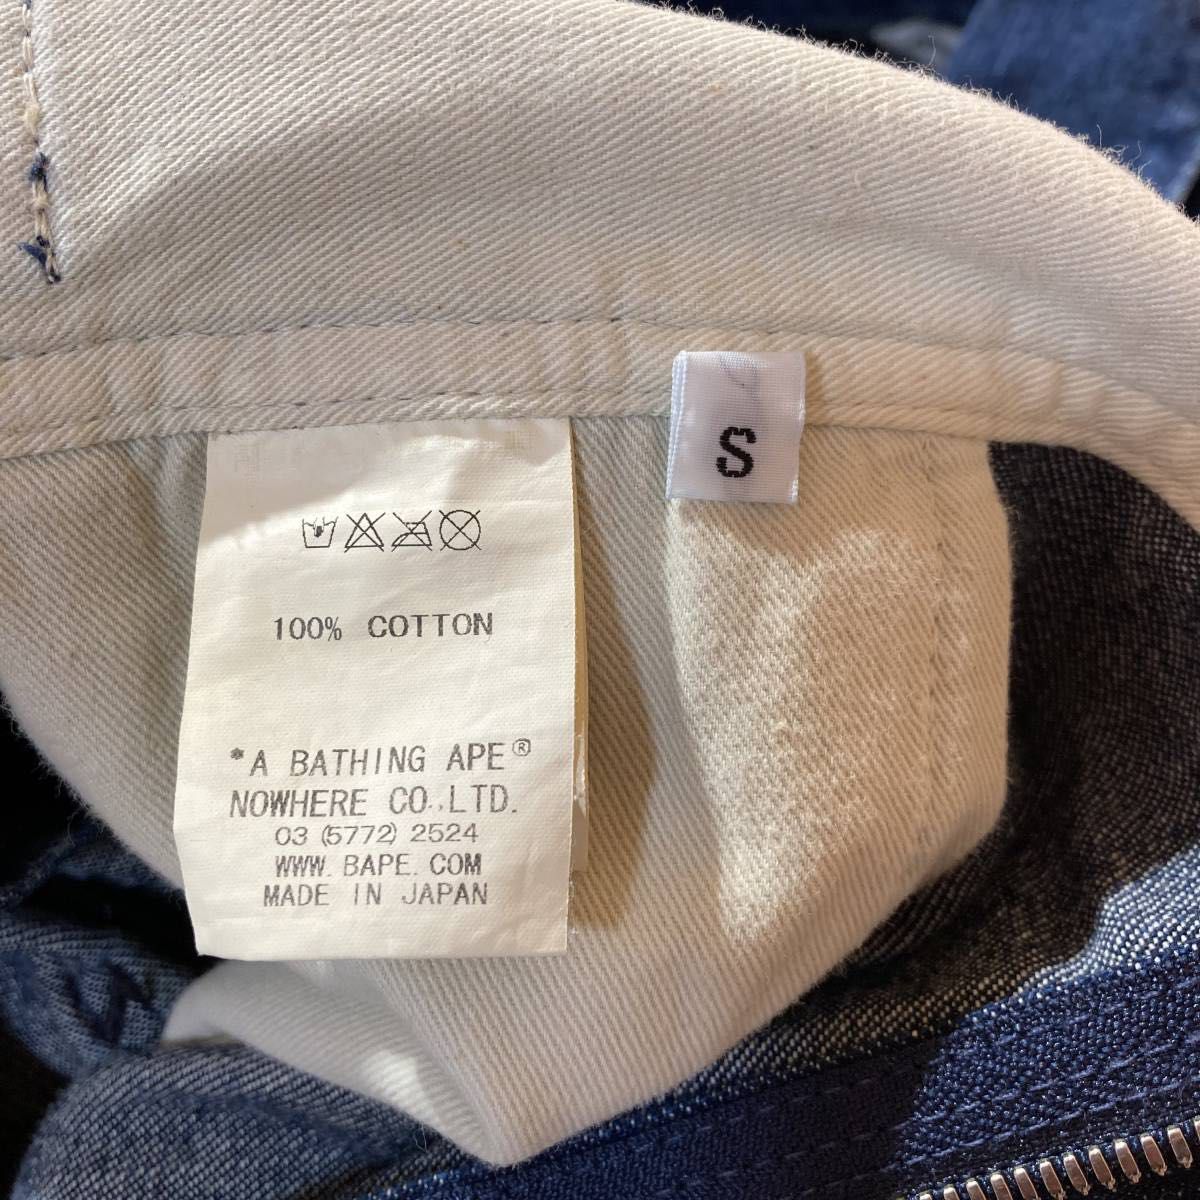 S
100% COTTON
*A BATHING APE®
NOWHERE CO.,LTD.
03 (5772) 2524
WWW.BAPE.COM
MADE IN JAPAN